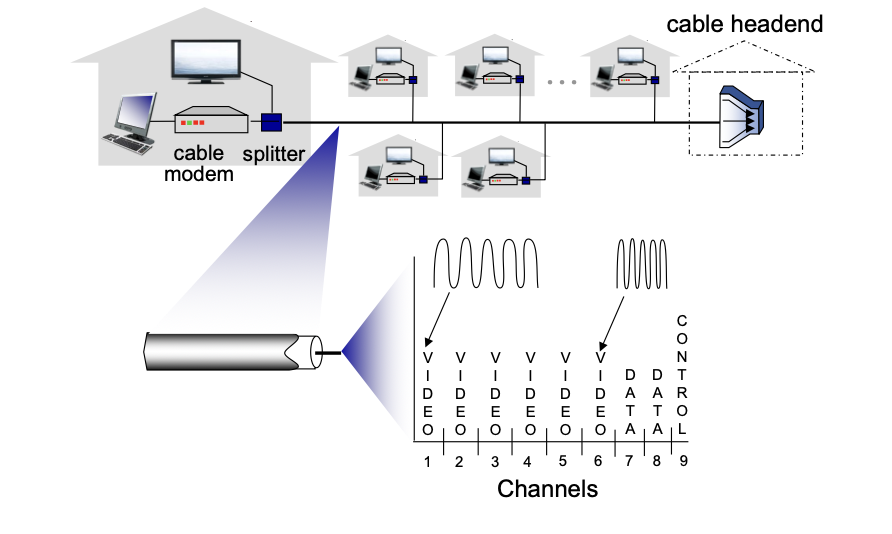 cable headend
cable
modem
splitter
VIDEO
VIDEO
VIDEO
VIDEO
VIDEO
VIDEO
DATA
DATA
CONTROL
1 2 3 4 5 6 7 8 9
Channels